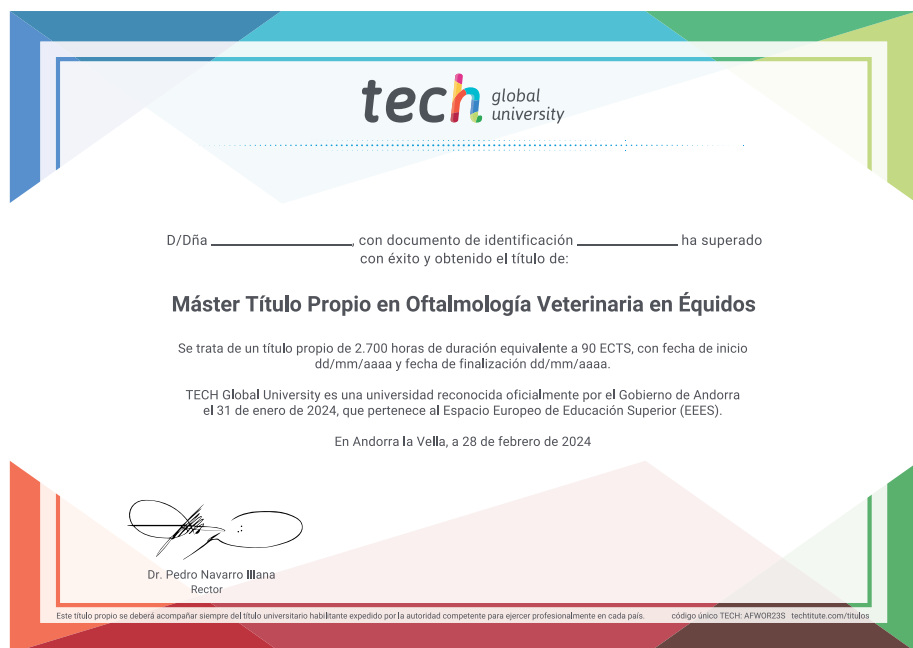 tech global university
D/Dña ____________, con documento de identificación ____________ ha superado
con éxito y obtenido el título de:
Máster Título Propio en Oftalmología Veterinaria en Équidos
Se trata de un título propio de 2.700 horas de duración equivalente a 90 ECTS, con fecha de inicio
dd/mm/aaaa y fecha de finalización dd/mm/aaaa.
TECH Global University es una universidad reconocida oficialmente por el Gobierno de Andorra
el 31 de enero de 2024, que pertenece al Espacio Europeo de Educación Superior (EEES).
En Andorra la Vella, a 28 de febrero de 2024
Dr. Pedro Navarro Illana
Rector
Este título propio se deberá acompañar siempre del título universitario habilitante expedido por la autoridad competente para ejercer profesionalmente en cada país. código único TECH: AFWOR23S techtitute.com/titulos